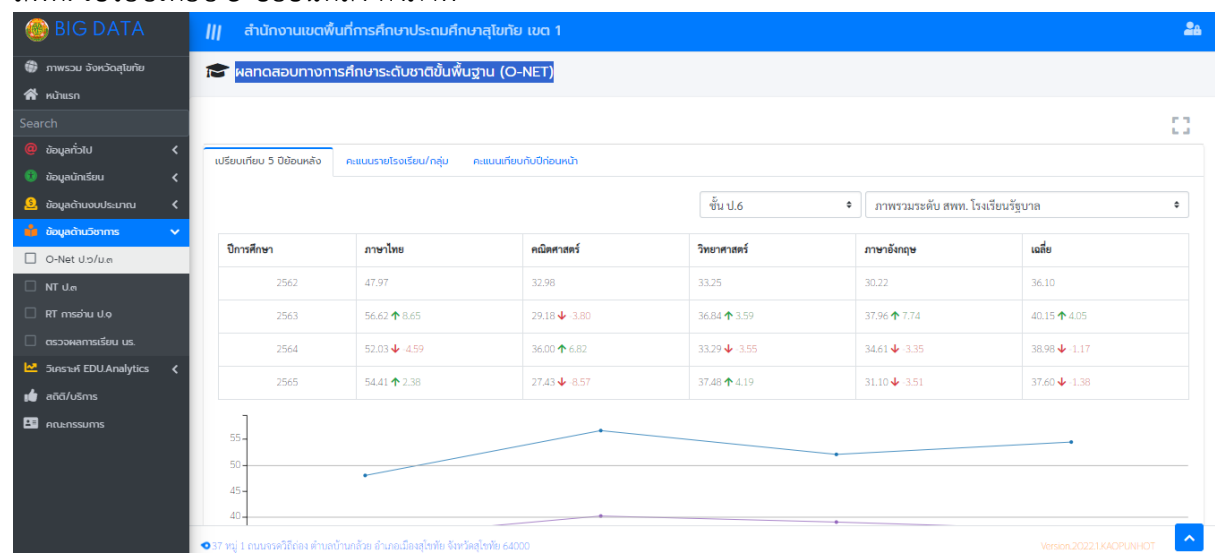 BIG DATA
สำนักงานเขตพื้นที่การศึกษาประถมศึกษาสุโขทัย เขต 1
ภาพรวม จังหวัดสุโขทัย
หน้าแรก
Search
ข้อมูลทั่วไป
ข้อมูลนักเรียน
ข้อมูลด้านงบประมาณ
ข้อมูลด้านวิชาการ
O-Net ป.๖/ม.๓
NT ป.๓
RT การอ่าน ป.๑
ตรวจผลการเรียน นร.
วิเคราะห์ EDU.Analytics
สถิติ/บริการ
คณะกรรมการ
ผลทดสอบทางการศึกษาระดับชาติขั้นพื้นฐาน (O-NET)
เปรียบเทียบ 5 ปีย้อนหลัง คะแนนรายโรงเรียน/กลุ่ม คะแนนเทียบกับปีก่อนหน้า
ชั้น ป.6 ภาพรวมระดับ สพท. โรงเรียนรัฐบาล
ปีการศึกษา ภาษาไทย คณิตศาสตร์ วิทยาศาสตร์ ภาษาอังกฤษ เฉลี่ย
2562 47.97 32.98 33.25 30.22 36.10
2563 56.62 ↑ 8.65 29.18 ↓ -3.80 36.84 ↑ 3.59 37.96 ↑ 7.74 40.15 ↑ 4.05
2564 52.03 ↓ -4.59 36.00 ↑ 6.82 33.29 ↓ -3.55 34.61 ↓ -3.35 38.98 ↓ -1.17
2565 54.41 ↑ 2.38 27.43 ↓ -8.57 37.48 ↑ 4.19 31.10 ↓ -3.51 37.60 ↓ -1.38
55
50
45
40
37 หมู่ 1 ถนนจรดวิถีถ่อง ตำบลบ้านกล้วย อำเภอเมืองสุโขทัย จังหวัดสุโขทัย 64000
Version.2022.1.KAOPUNHOT